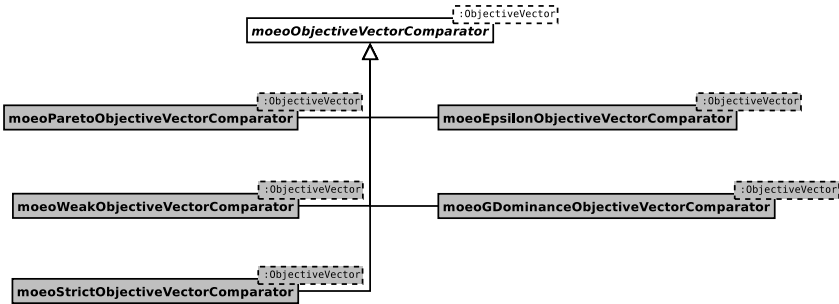 :ObjectiveVector
moeoObjectiveVectorComparator
:ObjectiveVector
moeoParetoObjectiveVectorComparator
:ObjectiveVector
moeoEpsilonObjectiveVectorComparator
:ObjectiveVector
moeoWeakObjectiveVectorComparator
:ObjectiveVector
moeoGDominanceObjectiveVectorComparator
:ObjectiveVector
moeoStrictObjectiveVectorComparator